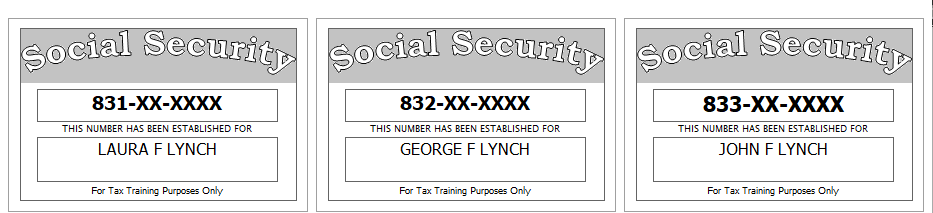 Social Security
831-XX-XXXX
THIS NUMBER HAS BEEN ESTABLISHED FOR
LAURA F LYNCH
For Tax Training Purposes Only
Social Security
832-XX-XXXX
THIS NUMBER HAS BEEN ESTABLISHED FOR
GEORGE F LYNCH
For Tax Training Purposes Only
Social Security
833-XX-XXXX
THIS NUMBER HAS BEEN ESTABLISHED FOR
JOHN F LYNCH
For Tax Training Purposes Only